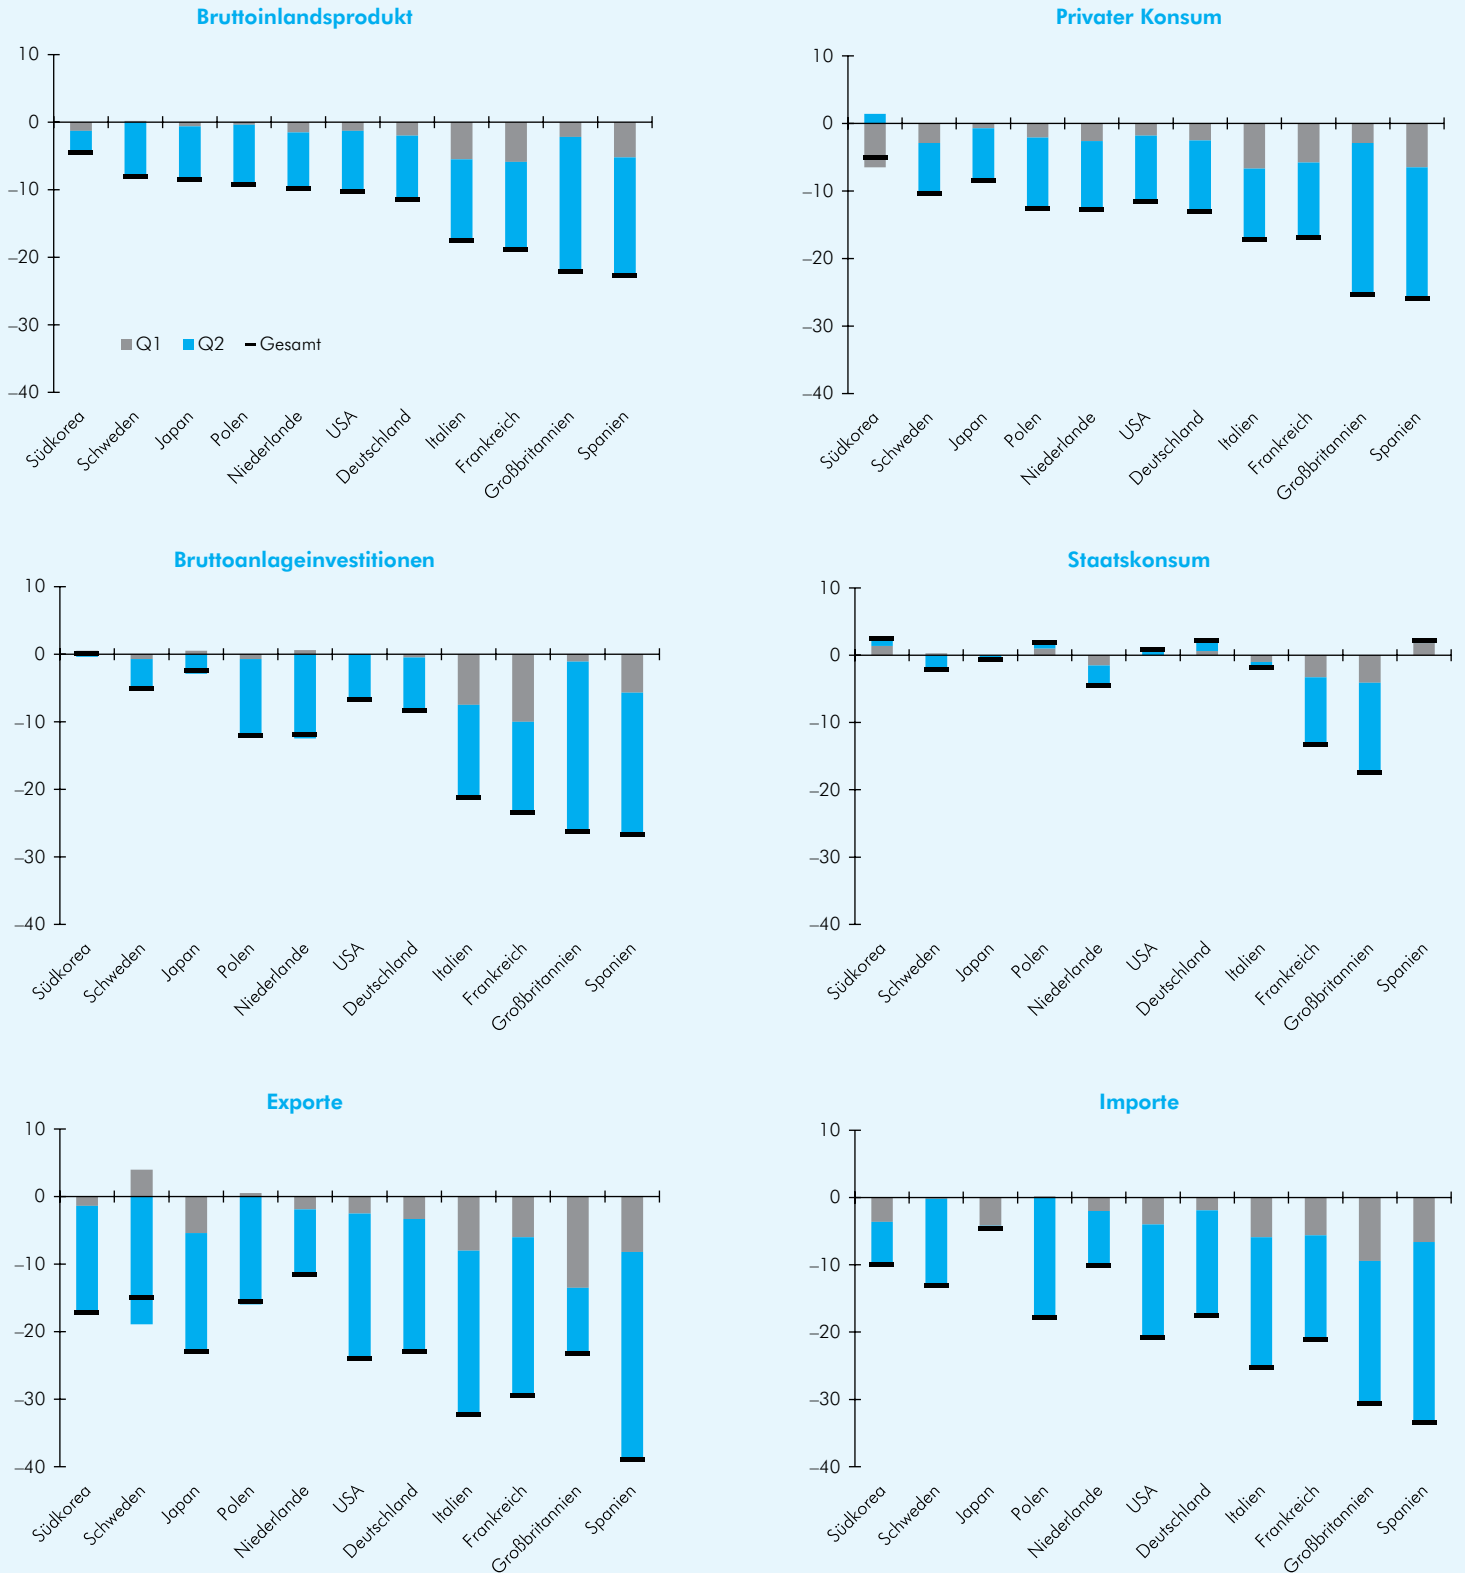 Bruttoinlandsprodukt
10
0
–10
–20
–30
–40
Q1 Q2 Gesamt
Südkorea
Schweden
Japan
Polen
Niederlande
USA
Deutschland
Italien
Frankreich
Großbritannien
Spanien
Privater Konsum
10
0
–10
–20
–30
–40
Südkorea
Schweden
Japan
Polen
Niederlande
USA
Deutschland
Italien
Frankreich
Großbritannien
Spanien
Bruttoanlageinvestitionen
10
0
–10
–20
–30
–40
Südkorea
Schweden
Japan
Polen
Niederlande
USA
Deutschland
Italien
Frankreich
Großbritannien
Spanien
Staatskonsum
10
0
–10
–20
–30
–40
Südkorea
Schweden
Japan
Polen
Niederlande
USA
Deutschland
Italien
Frankreich
Großbritannien
Spanien
Exporte
10
0
–10
–20
–30
–40
Südkorea
Schweden
Japan
Polen
Niederlande
USA
Deutschland
Italien
Frankreich
Großbritannien
Spanien
Importe
10
0
–10
–20
–30
–40
Südkorea
Schweden
Japan
Polen
Niederlande
USA
Deutschland
Italien
Frankreich
Großbritannien
Spanien